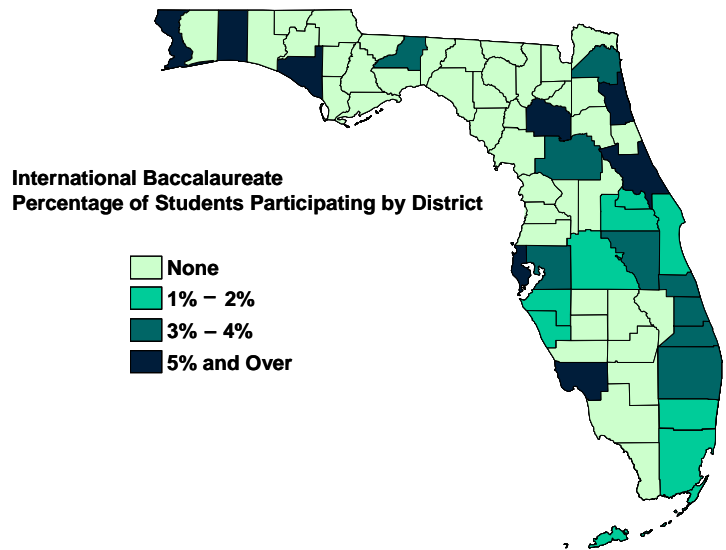 International Baccalaureate
Percentage of Students Participating by District
None
1% – 2%
3% – 4%
5% and Over